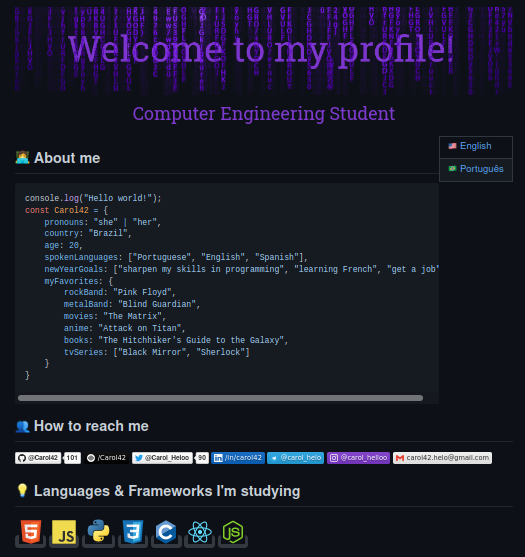 Welcome to my profile!
Computer Engineering Student
English
Português
About me
console.log("Hello world!");
const Carol42 = {
pronouns: "she" | "her",
country: "Brazil",
age: 20,
spokenLanguages: ["Portuguese", "English", "Spanish"],
newYearGoals: ["sharpen my skills in programming", "learning French", "get a job"
myFavorites: {
rockBand: "Pink Floyd",
metalBand: "Blind Guardian",
movies: "The Matrix",
anime: "Attack on Titan",
books: "The Hitchhiker's Guide to the Galaxy",
tvSeries: ["Black Mirror", "Sherlock"]
}
}
How to reach me
@Carol42 101 /Carol42 @Carol_Heloo 90 /in/carol42 @carol_helo @carol_helloo carol42.helo@gmail.com
Languages & Frameworks I'm studying
5 JS 3 C JS